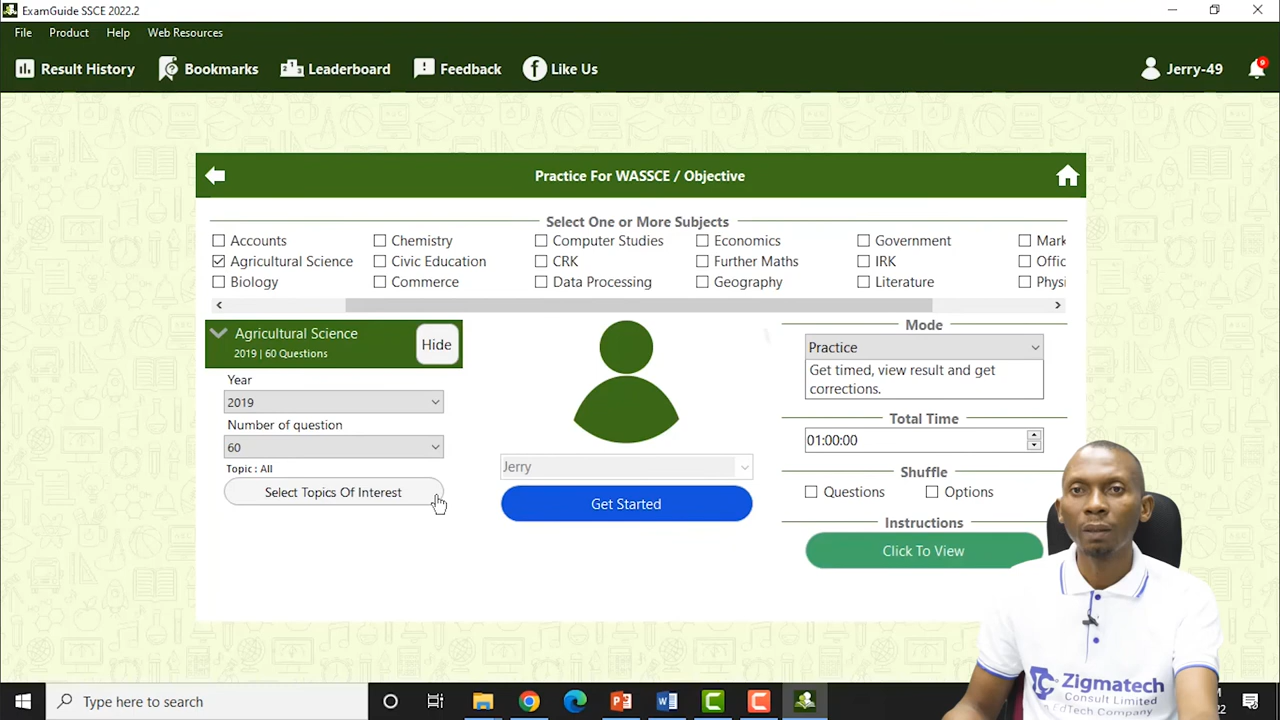 ExamGuide SSCE 2022.2
File Product Help Web Resources
Result History Bookmarks Leaderboard Feedback Like Us Jerry-49 9
Practice For WASSCE / Objective
Select One or More Subjects
Accounts Chemistry Computer Studies Economics Government Mark
Agricultural Science Civic Education CRK Further Maths IRK Offic
Biology Commerce Data Processing Geography Literature Physi
Agricultural Science
2019 | 60 Questions
Hide
Year
2019
Number of question
60
Topic : All
Select Topics Of Interest
Jerry
Get Started
Mode
Practice
Get timed, view result and get
corrections.
Total Time
01:00:00
Shuffle
Questions Options
Instructions
Click To View
Zigmatech
Consult Limited
EdTech Company
Type here to search